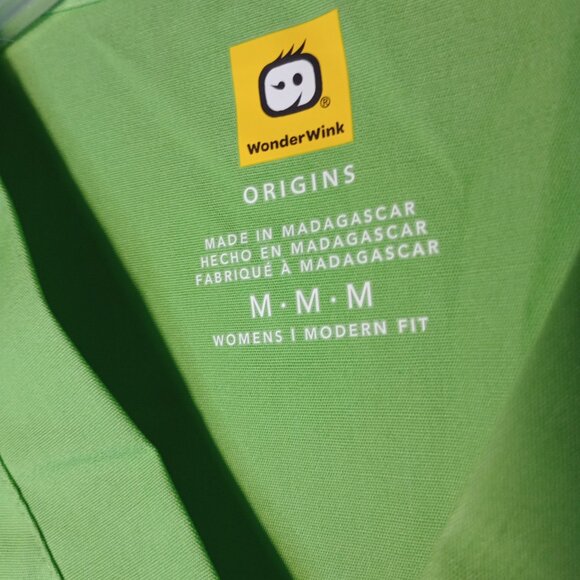 WonderWink®
ORIGINS
MADE IN MADAGASCAR
HECHO EN MADAGASCAR
FABRIQUÉ À MADAGASCAR
M · M · M
WOMENS | MODERN FIT